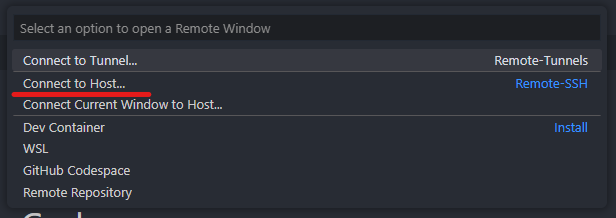 Select an option to open a Remote Window
Connect to Tunnel... Remote-Tunnels
Connect to Host... Remote-SSH
Connect Current Window to Host...
Dev Container Install
WSL
GitHub Codespace
Remote Repository